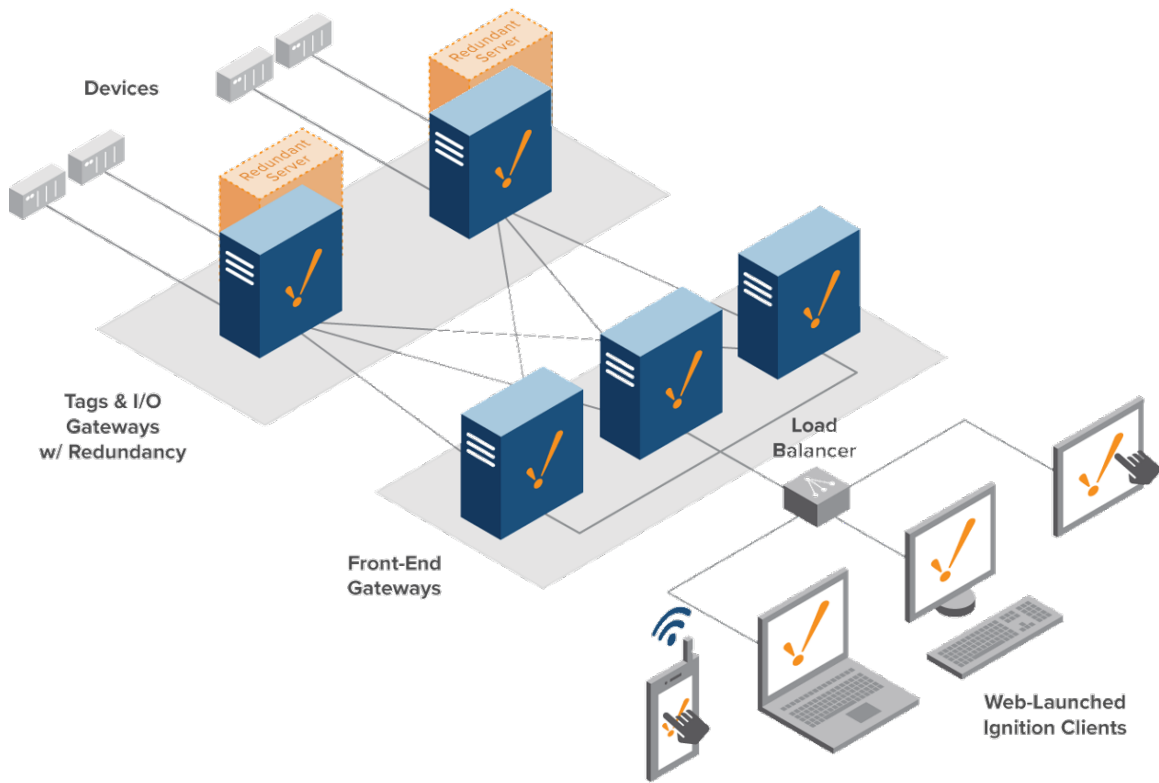 Redundant
Server
Devices
Redundant
Server
Tags & I/O
Gateways
w/ Redundancy
Load
Balancer
Front-End
Gateways
Web-Launched
Ignition Clients